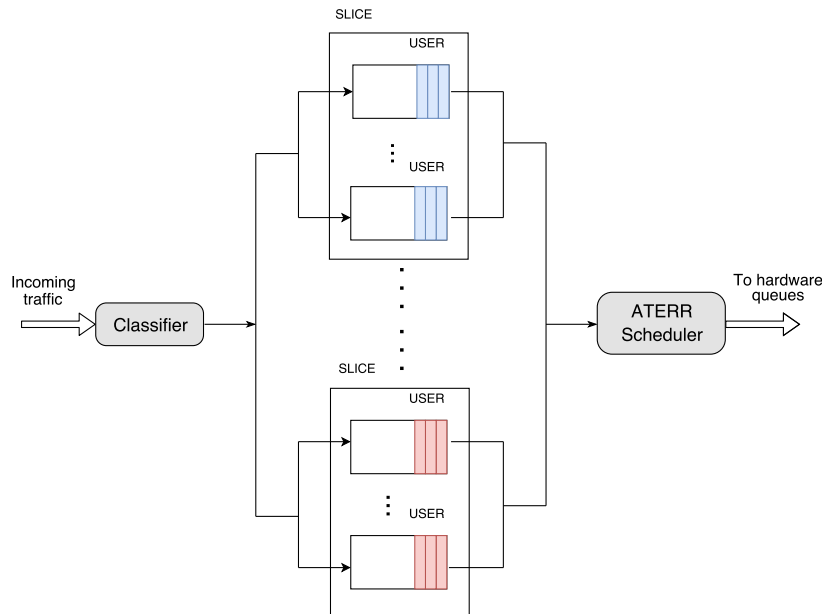 SLICE
USER
USER
Incoming
traffic
Classifier
ATERR
Scheduler
To hardware
queues
SLICE
USER
USER